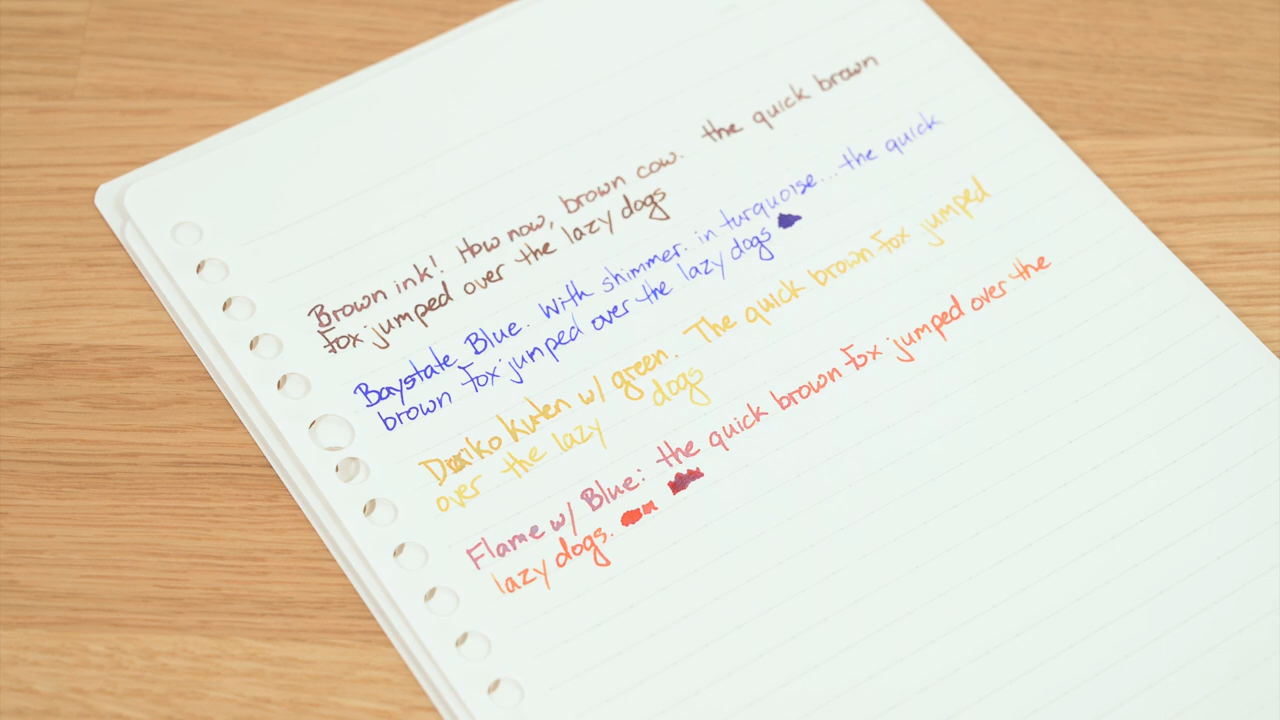 Brown ink! How now, brown cow. the quick brown
fox jumped over the lazy dogs
Baystate Blue. With shimmer. in turquoise...the quick
brown fox jumped over the lazy dogs
Kuten w/ green. The quick brown fox jumped
over the lazy dogs
Flame w/ Blue: the quick brown fox jumped over the
lazy dogs.